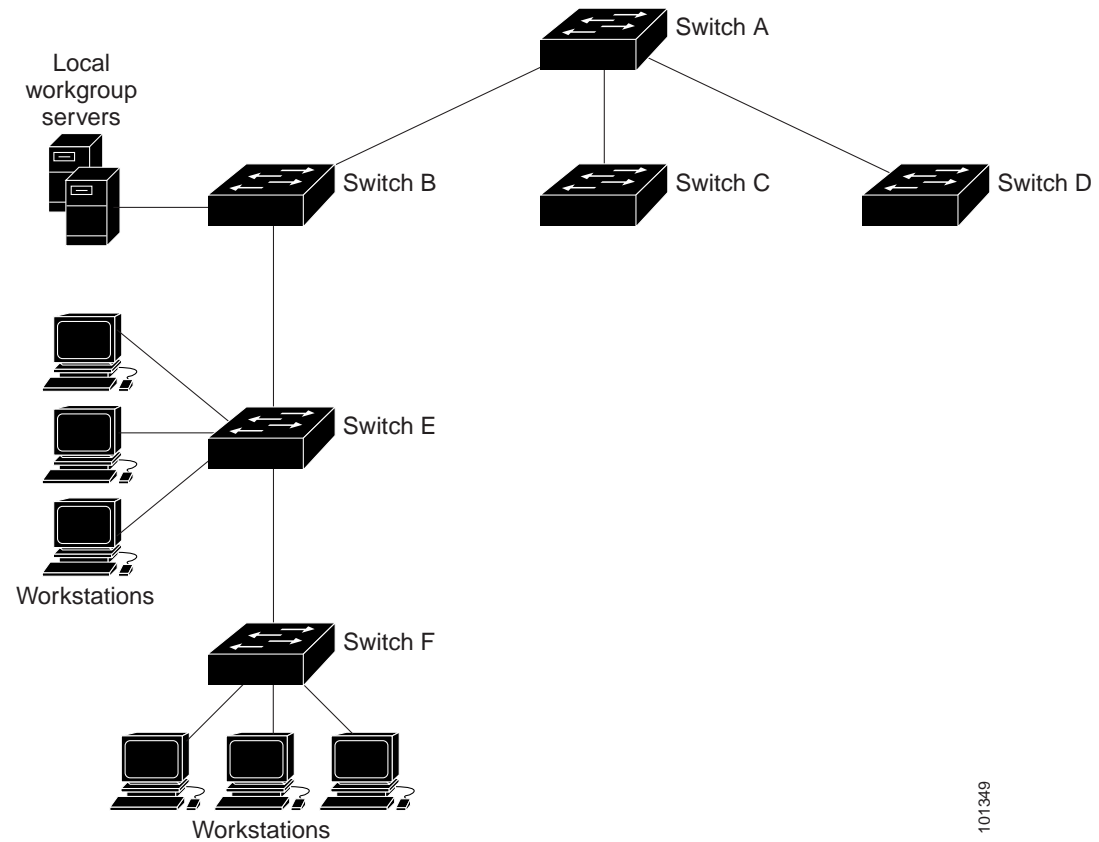 Switch A
Local
workgroup
servers
Switch B
Switch C
Switch D
Switch E
Workstations
Switch F
Workstations
101349